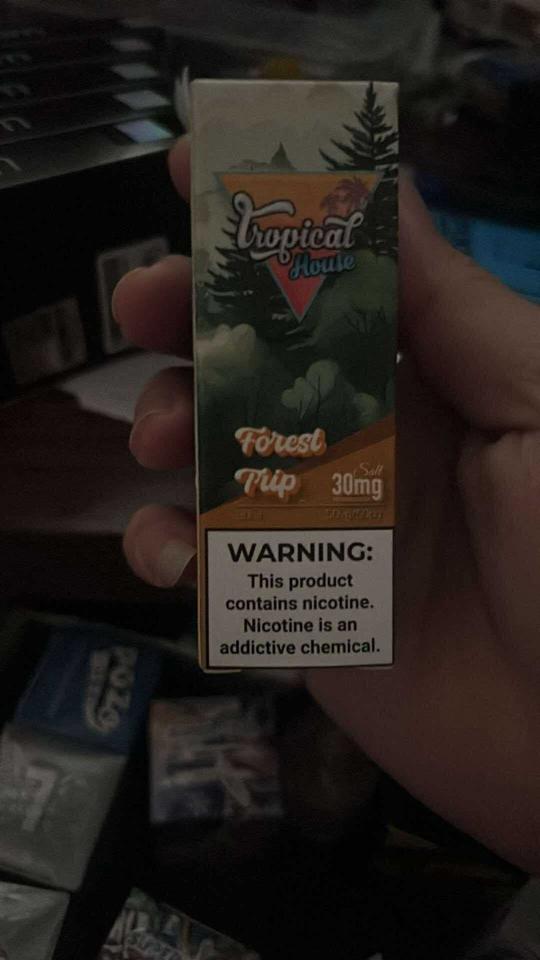 Tropical
House
Forest
Trip
Salt
30mg
WARNING:
This product
contains nicotine.
Nicotine is an
addictive chemical.